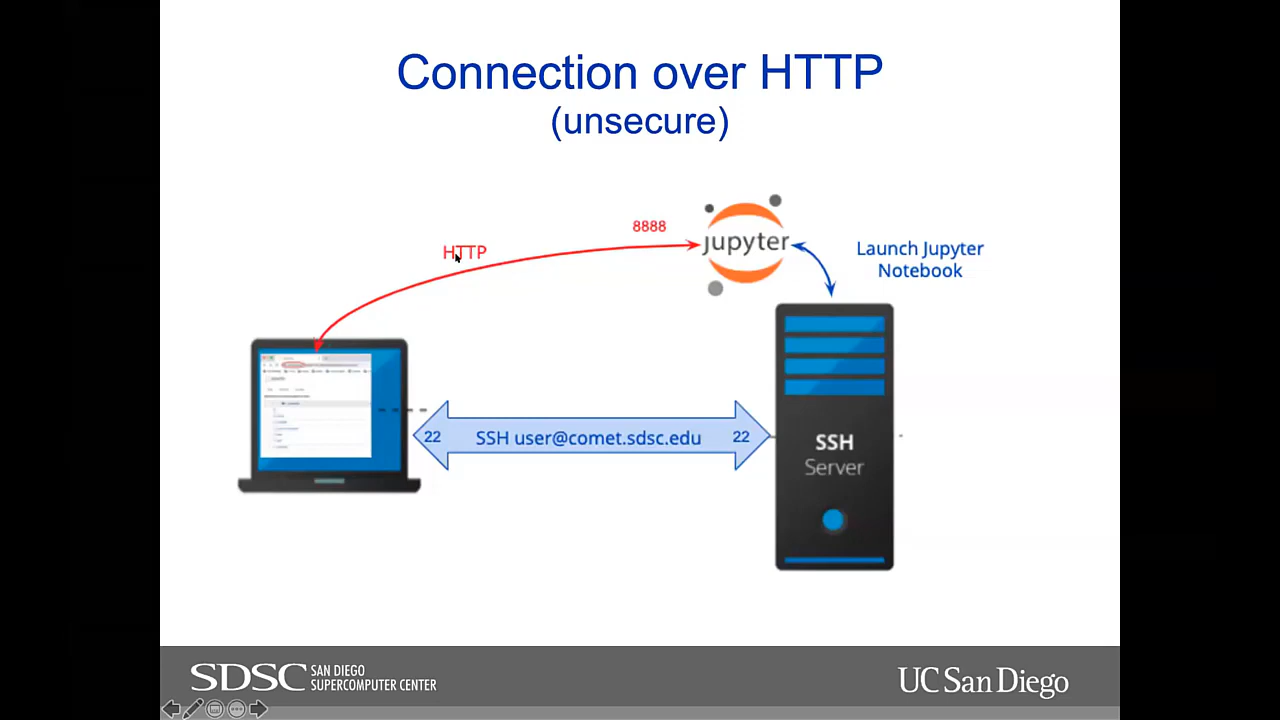 Connection over HTTP
(unsecure)
8888
HTTP
jupyter
Launch Jupyter
Notebook
22
SSH user@comet.sdsc.edu
22
SSH
Server
SDSC
SAN DIEGO
SUPERCOMPUTER CENTER
UC San Diego